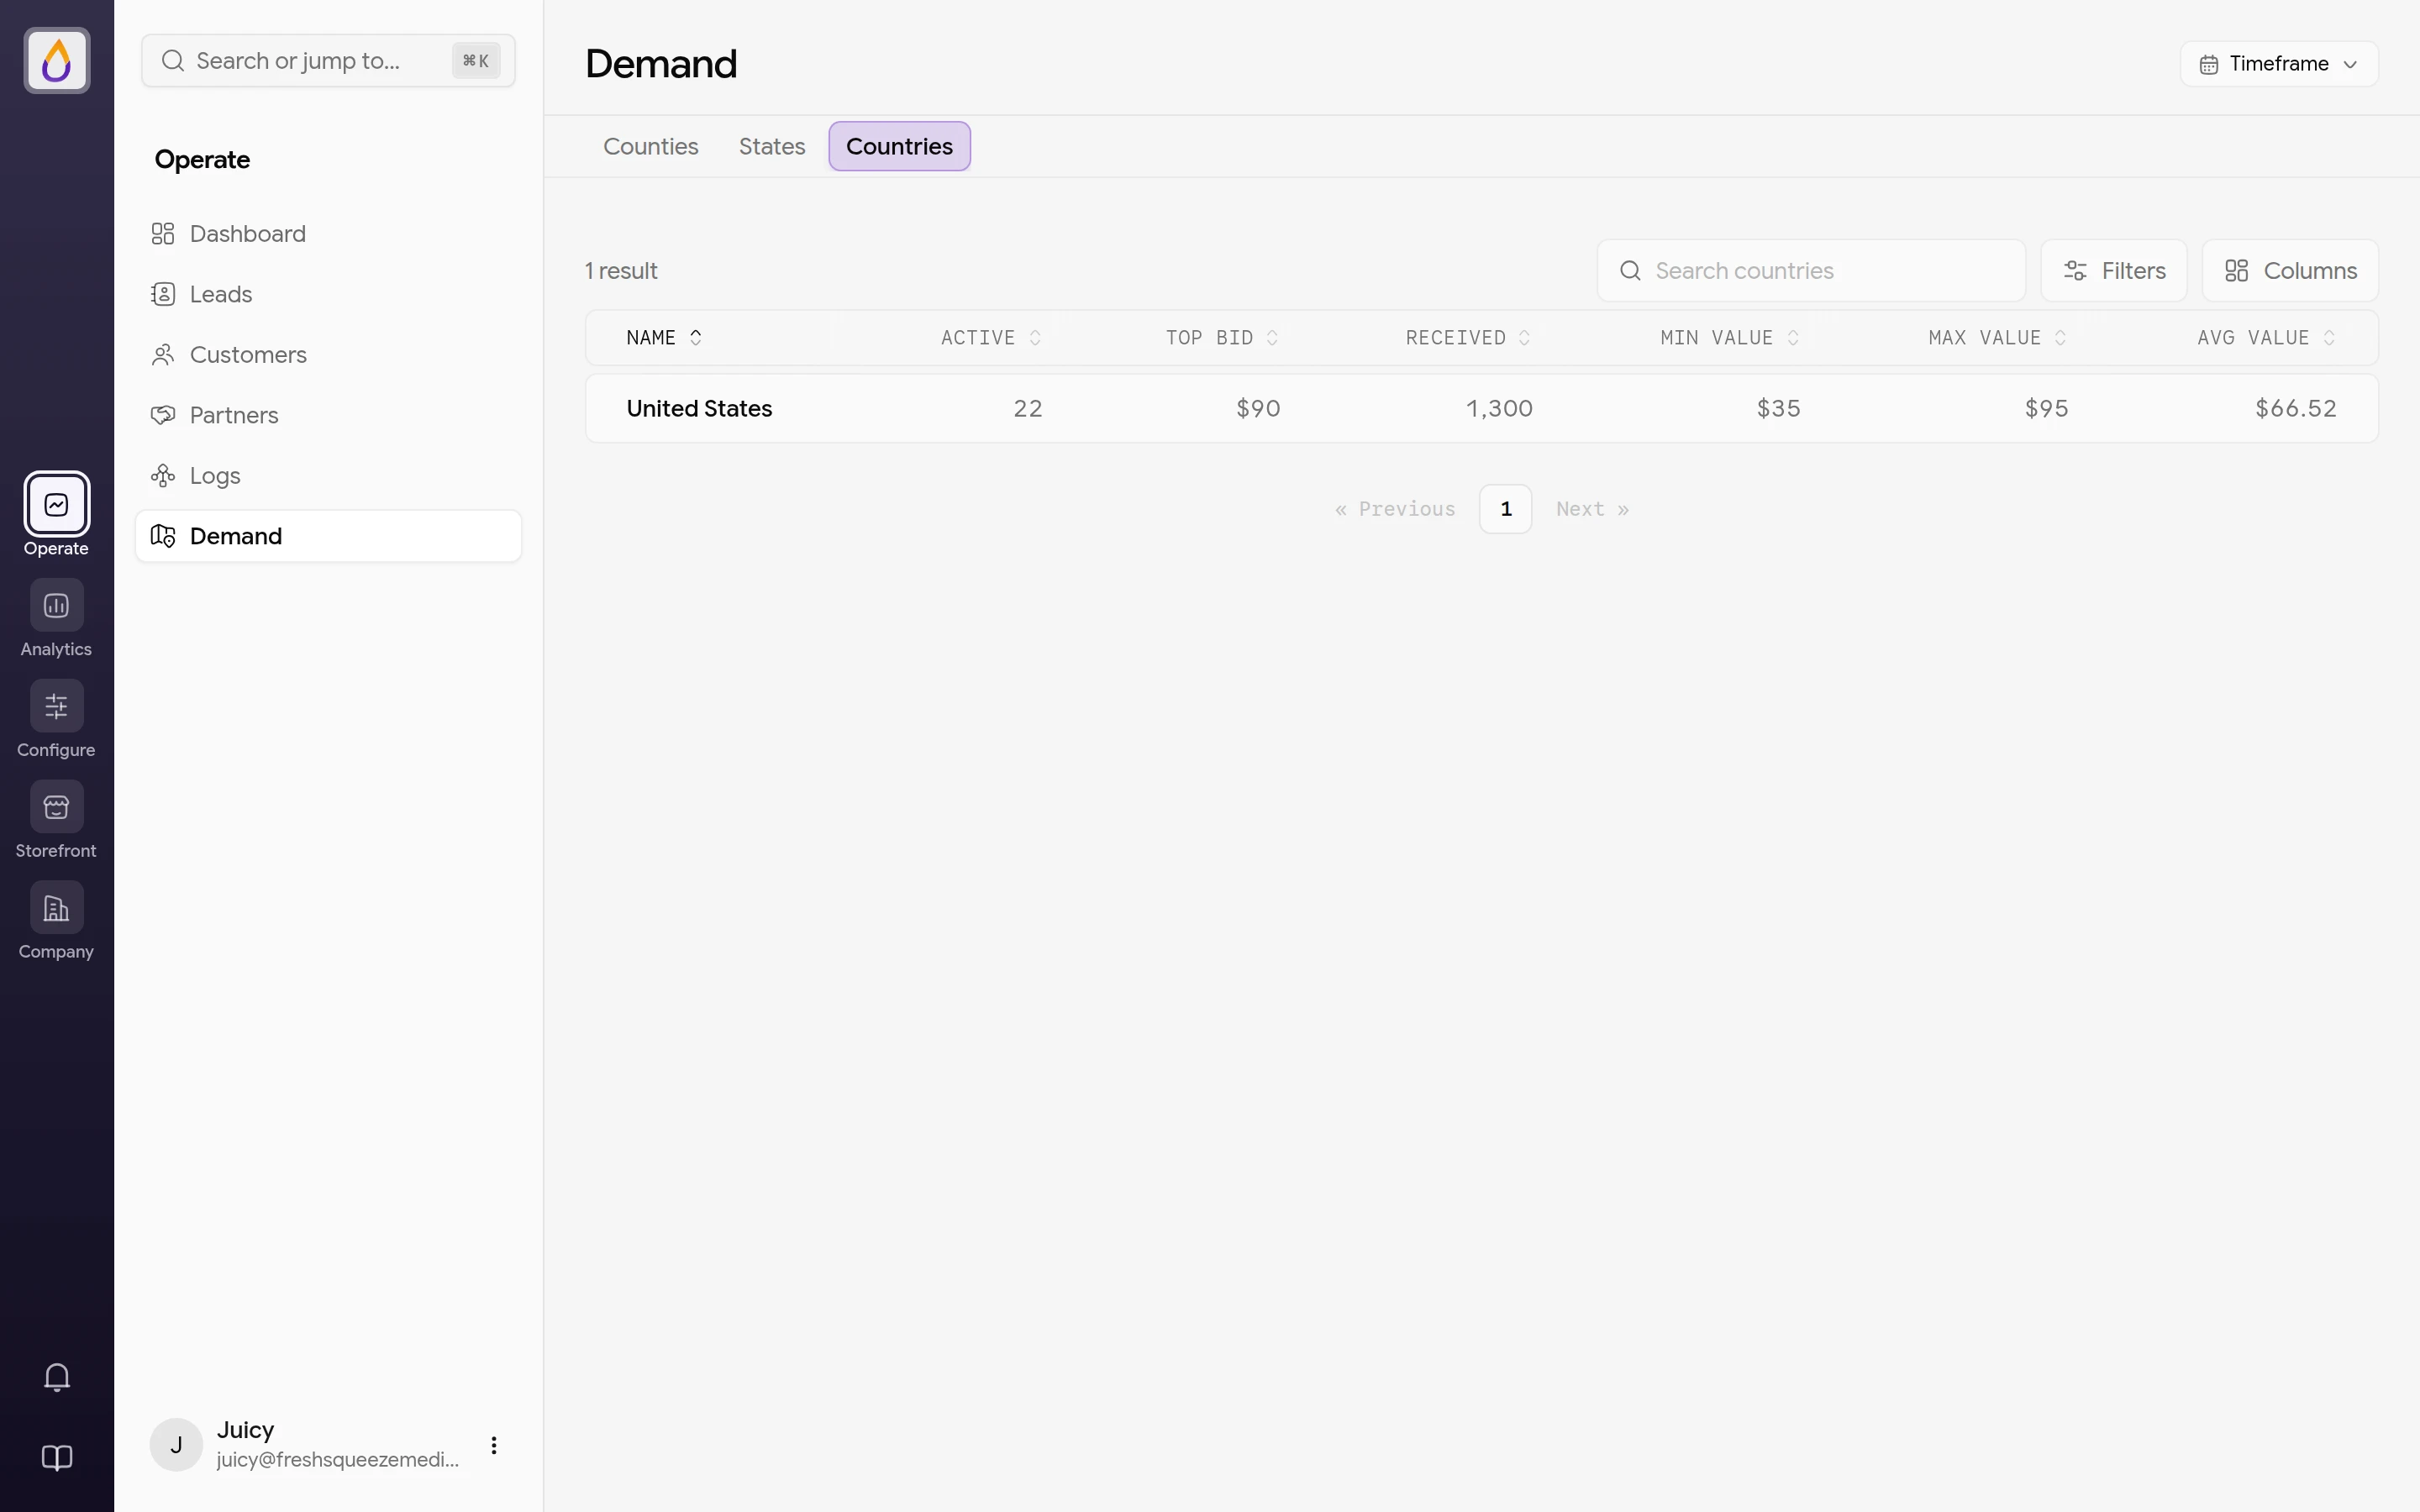 Search or jump to...
⌘K
Operate
Dashboard
Leads
Customers
Partners
Logs
Demand
Operate
Analytics
Configure
Storefront
Company
J
Juicy
juicy@freshsqueezemedi...
Demand
Timeframe
Counties States Countries
1 result
Search countries
Filters
Columns
NAME ACTIVE TOP BID RECEIVED MIN VALUE MAX VALUE AVG VALUE
United States 22 $90 1,300 $35 $95 $66.52
« Previous 1 Next »